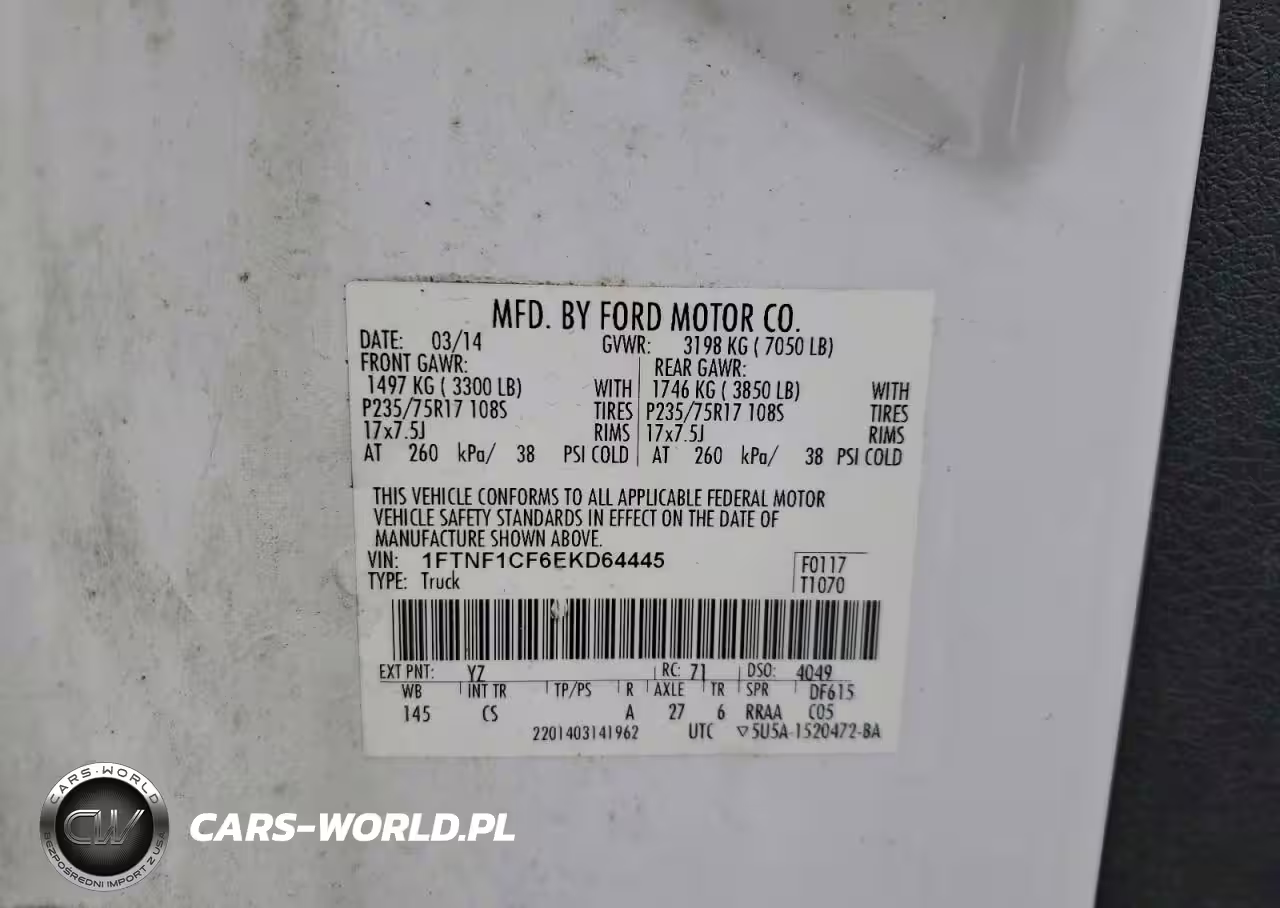 MFD. BY FORD MOTOR CO.
DATE: 03/14 GVWR: 3198 KG ( 7050 LB)
FRONT GAWR: REAR GAWR:
1497 KG ( 3300 LB) WITH 1746 KG ( 3850 LB) WITH
P235/75R17 108S TIRES P235/75R17 108S TIRES
17x7.5J RIMS 17x7.5J RIMS
AT 260 kPa/ 38 PSI COLD AT 260 kPa/ 38 PSI COLD
THIS VEHICLE CONFORMS TO ALL APPLICABLE FEDERAL MOTOR
VEHICLE SAFETY STANDARDS IN EFFECT ON THE DATE OF
MANUFACTURE SHOWN ABOVE.
VIN: 1FTNF1CF6EKD64445 F0117
TYPE: Truck T1070
EXT PNT: YZ RC: 71 DSO: 4049
WB INT TR TP/PS R AXLE TR SPR DF615
145 CS A 27 6 RRAA C05
2201403141962 UTC ▽5U5A-1520472-BA
CARS-WORLD
CW
BEZPOŚREDNI IMPORT Z USA
CARS-WORLD.PL